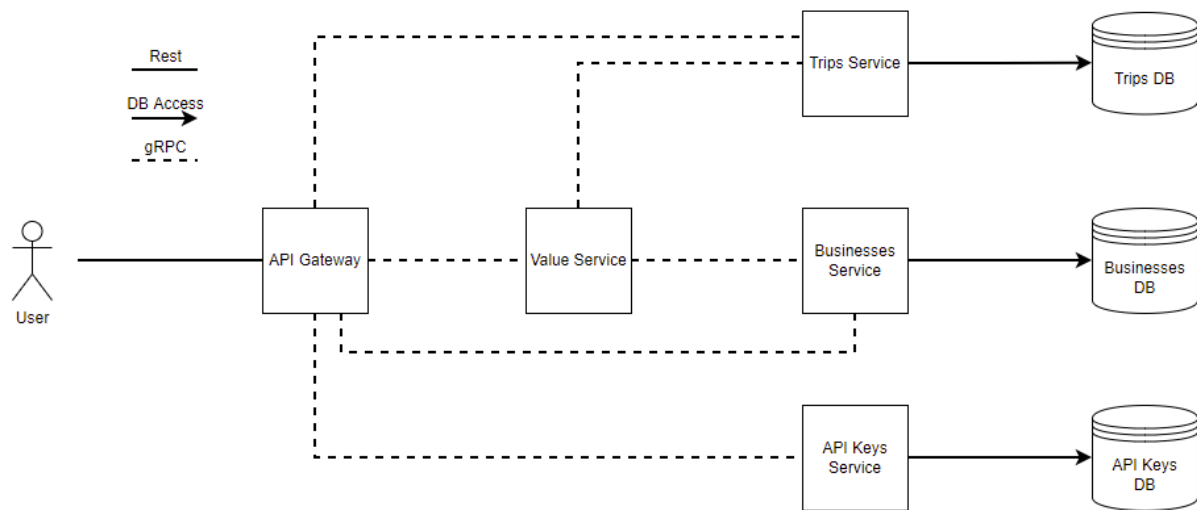 Rest
DB Access
gRPC
User
API Gateway
Value Service
Trips Service
Trips DB
Businesses
Service
Businesses
DB
API Keys
Service
API Keys
DB